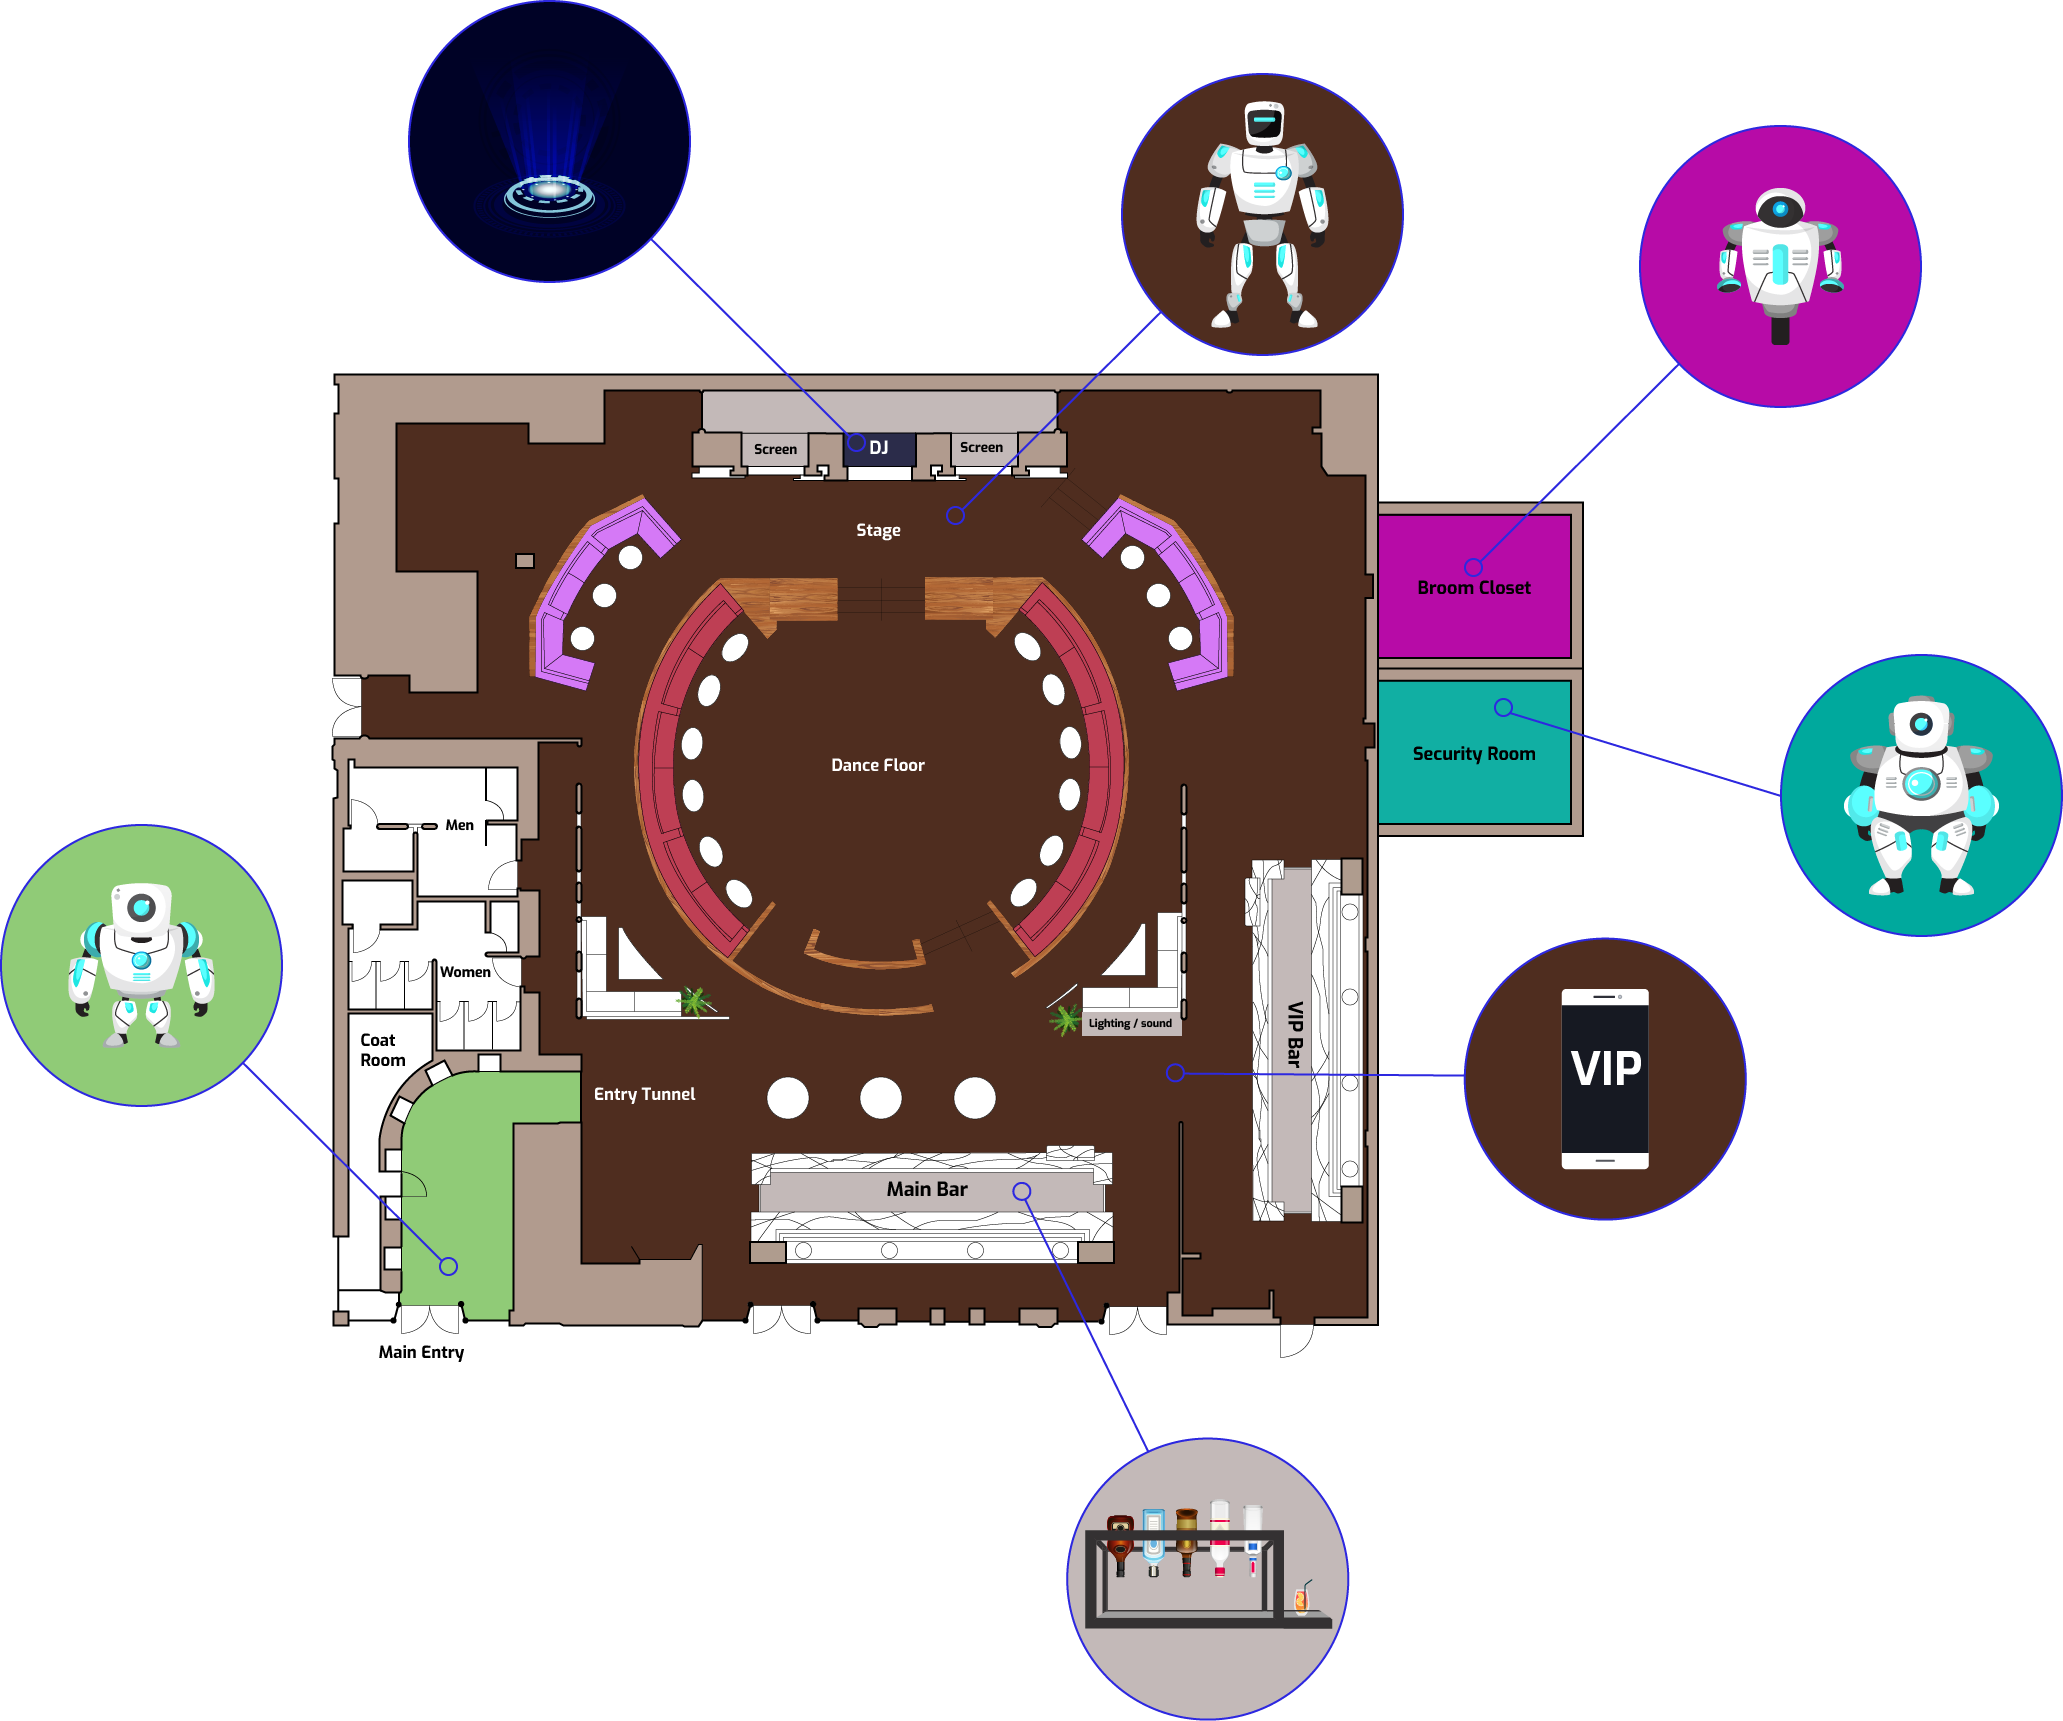 Screen
DJ
Screen
Stage
Broom Closet
Security Room
Dance Floor
Men
Women
Coat
Room
Lighting / sound
VIP Bar
VIP
Entry Tunnel
Main Bar
Main Entry